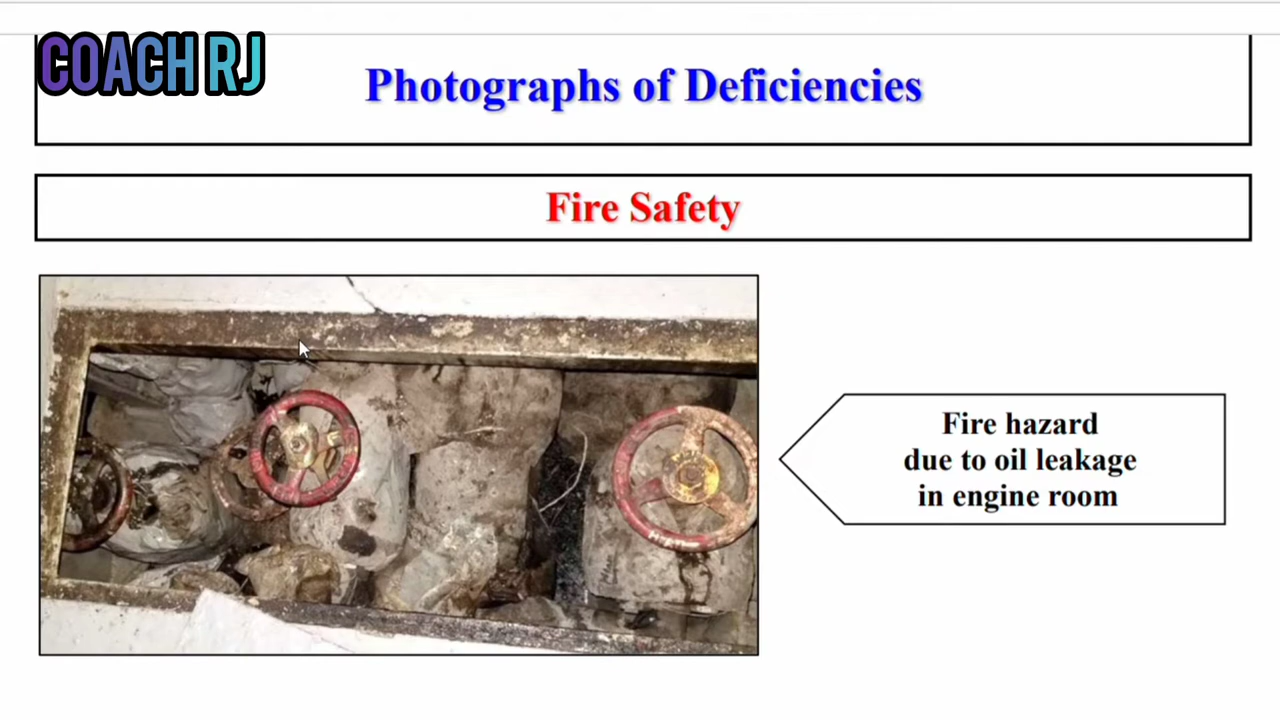 COACH RJ
Photographs of Deficiencies
Fire Safety
Fire hazard
due to oil leakage
in engine room